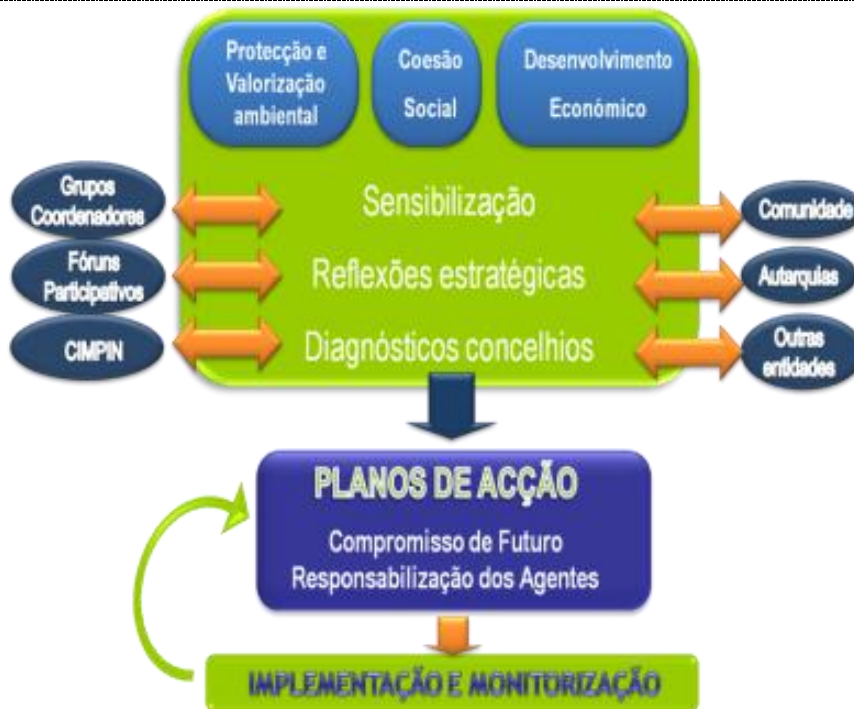 Protecção e
Valorização
ambiental
Coesão
Social
Desenvolvimento
Económico
Grupos
Coordenadores
Sensibilização
Comunidade
Fóruns
Participativos
Reflexões estratégicas
Autarquias
CIMPIN
Diagnósticos concelhios
Outras
entidades
PLANOS DE ACÇÃO
Compromisso de Futuro
Responsabilização dos Agentes
IMPLEMENTAÇÃO E MONITORIZAÇÃO